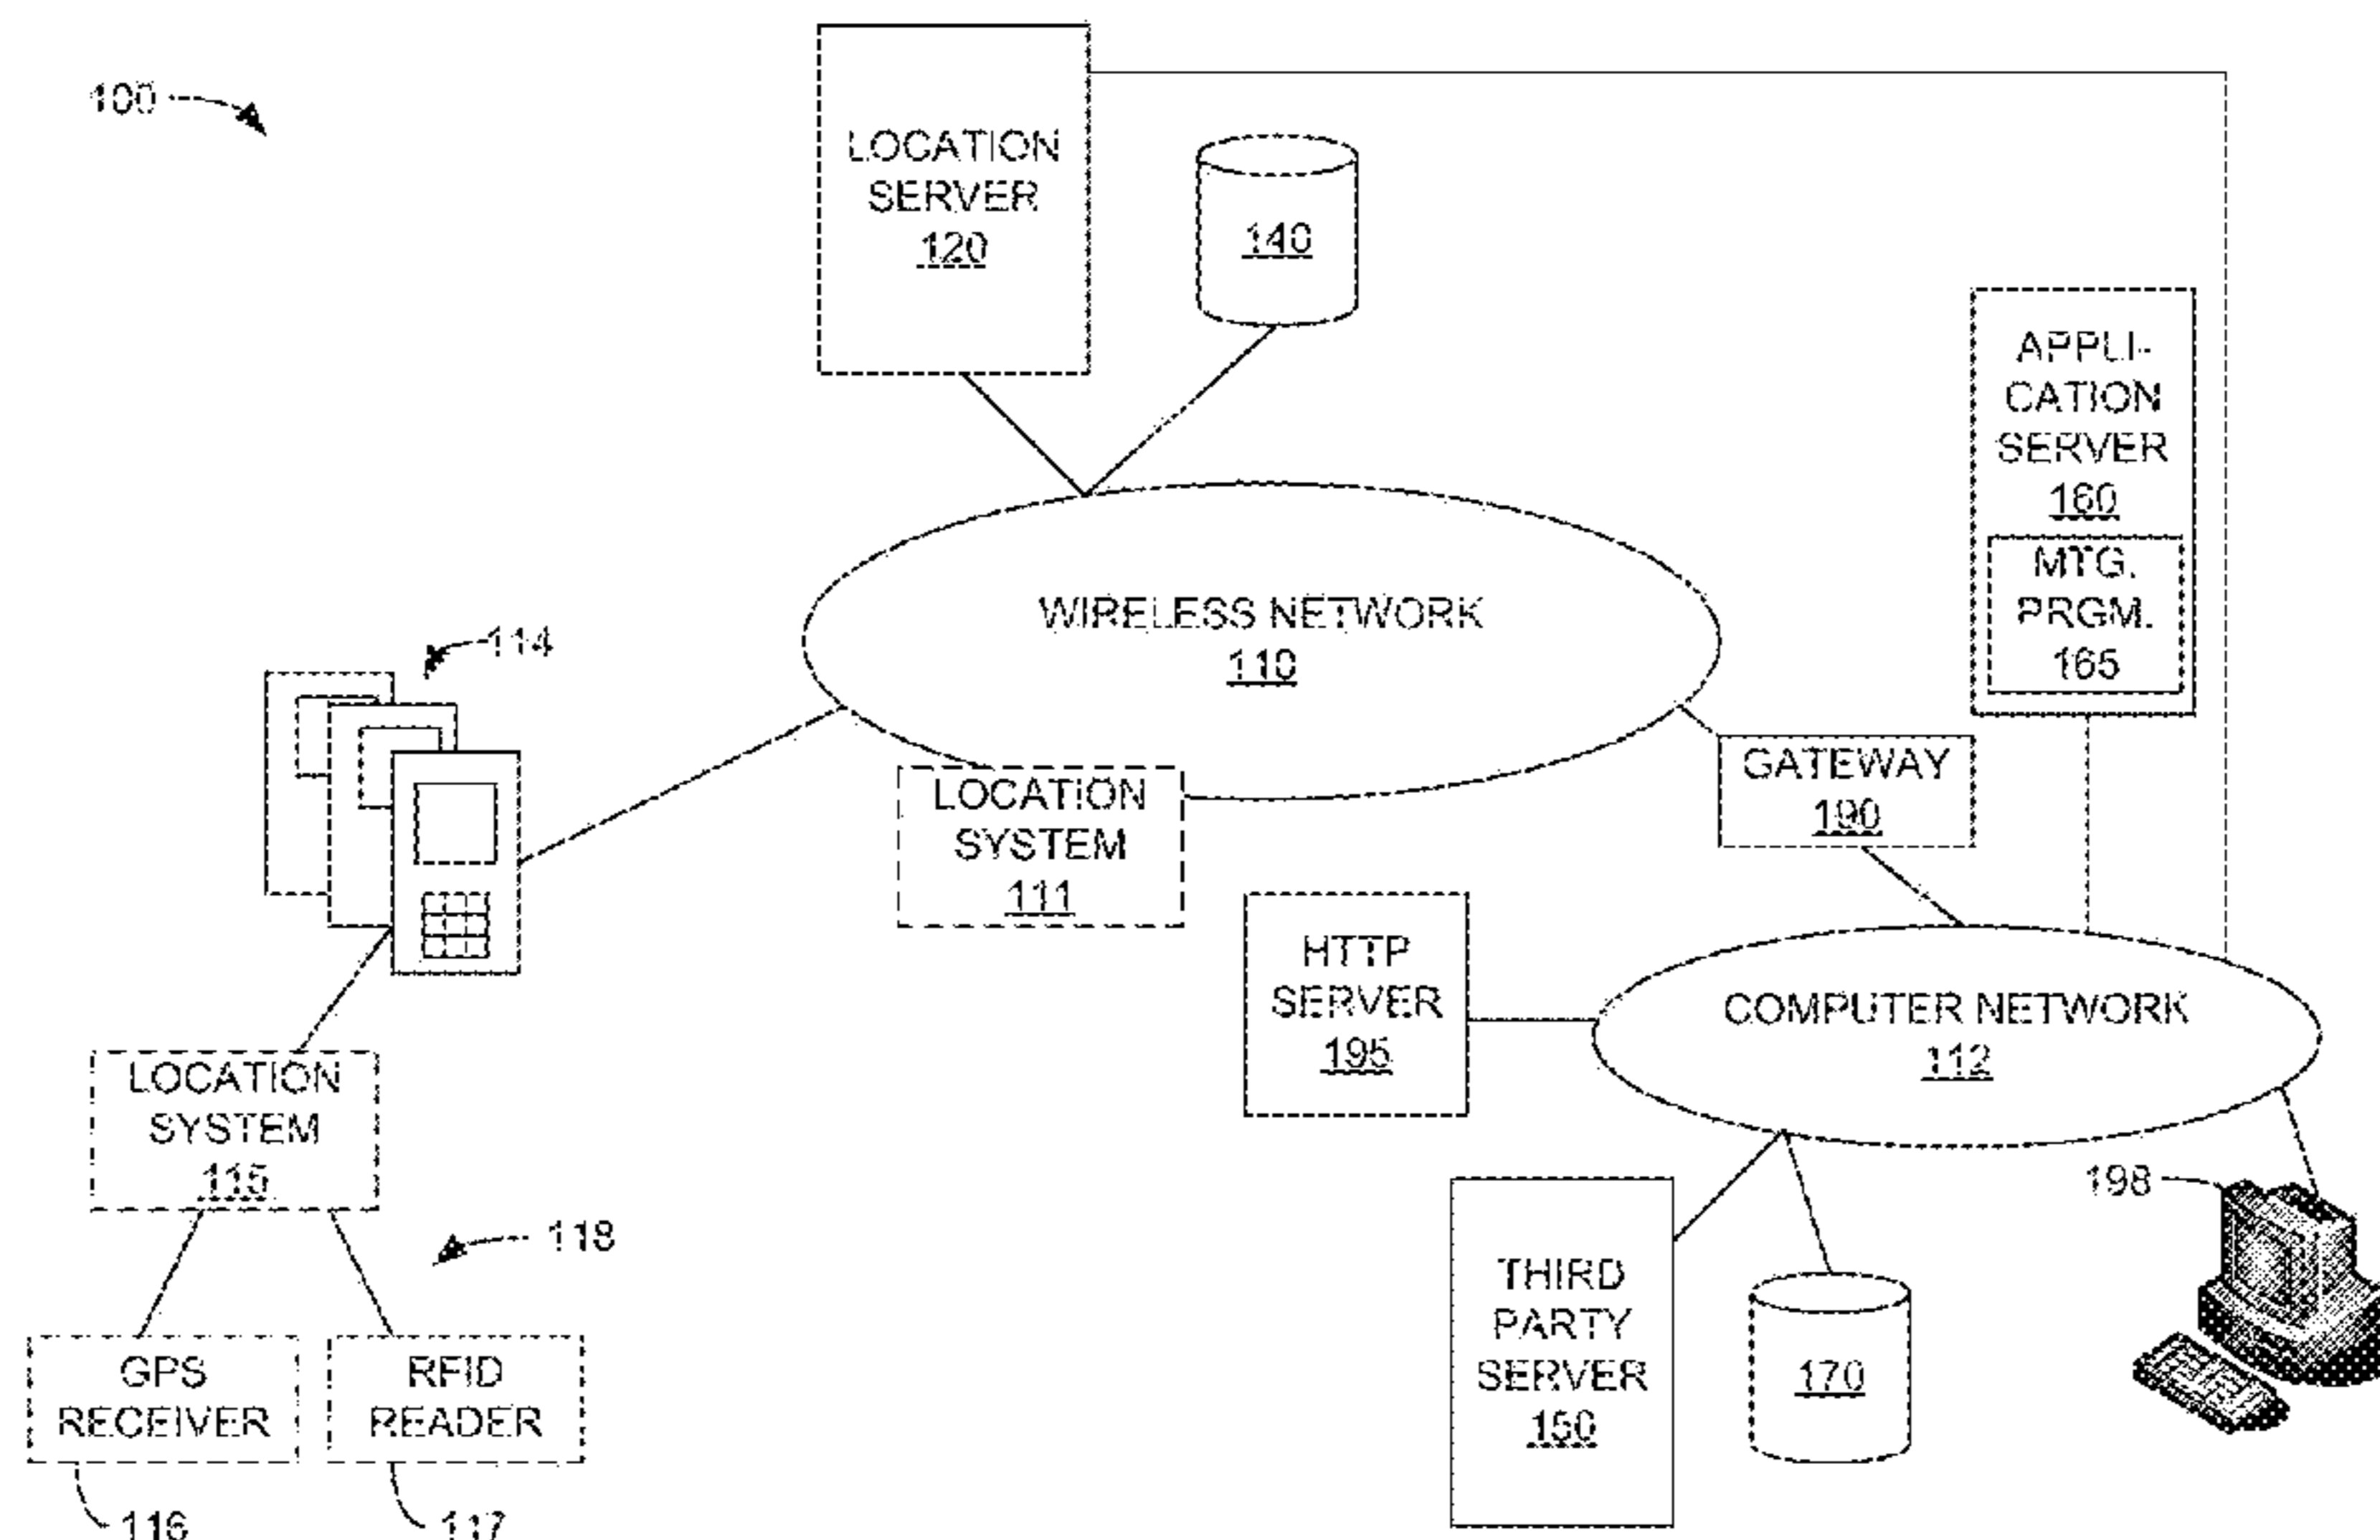 100
LOCATION
SERVER
120
140
APPLI-
CATION
SERVER
160
MTG.
PRGM.
165
WIRELESS NETWORK
110
114
GATEWAY
190
LOCATION
SYSTEM
111
HTTP
SERVER
195
COMPUTER NETWORK
112
LOCATION
SYSTEM
115
118
198
THIRD
PARTY
SERVER
150
170
GPS
RECEIVER
RFID
READER
116
117